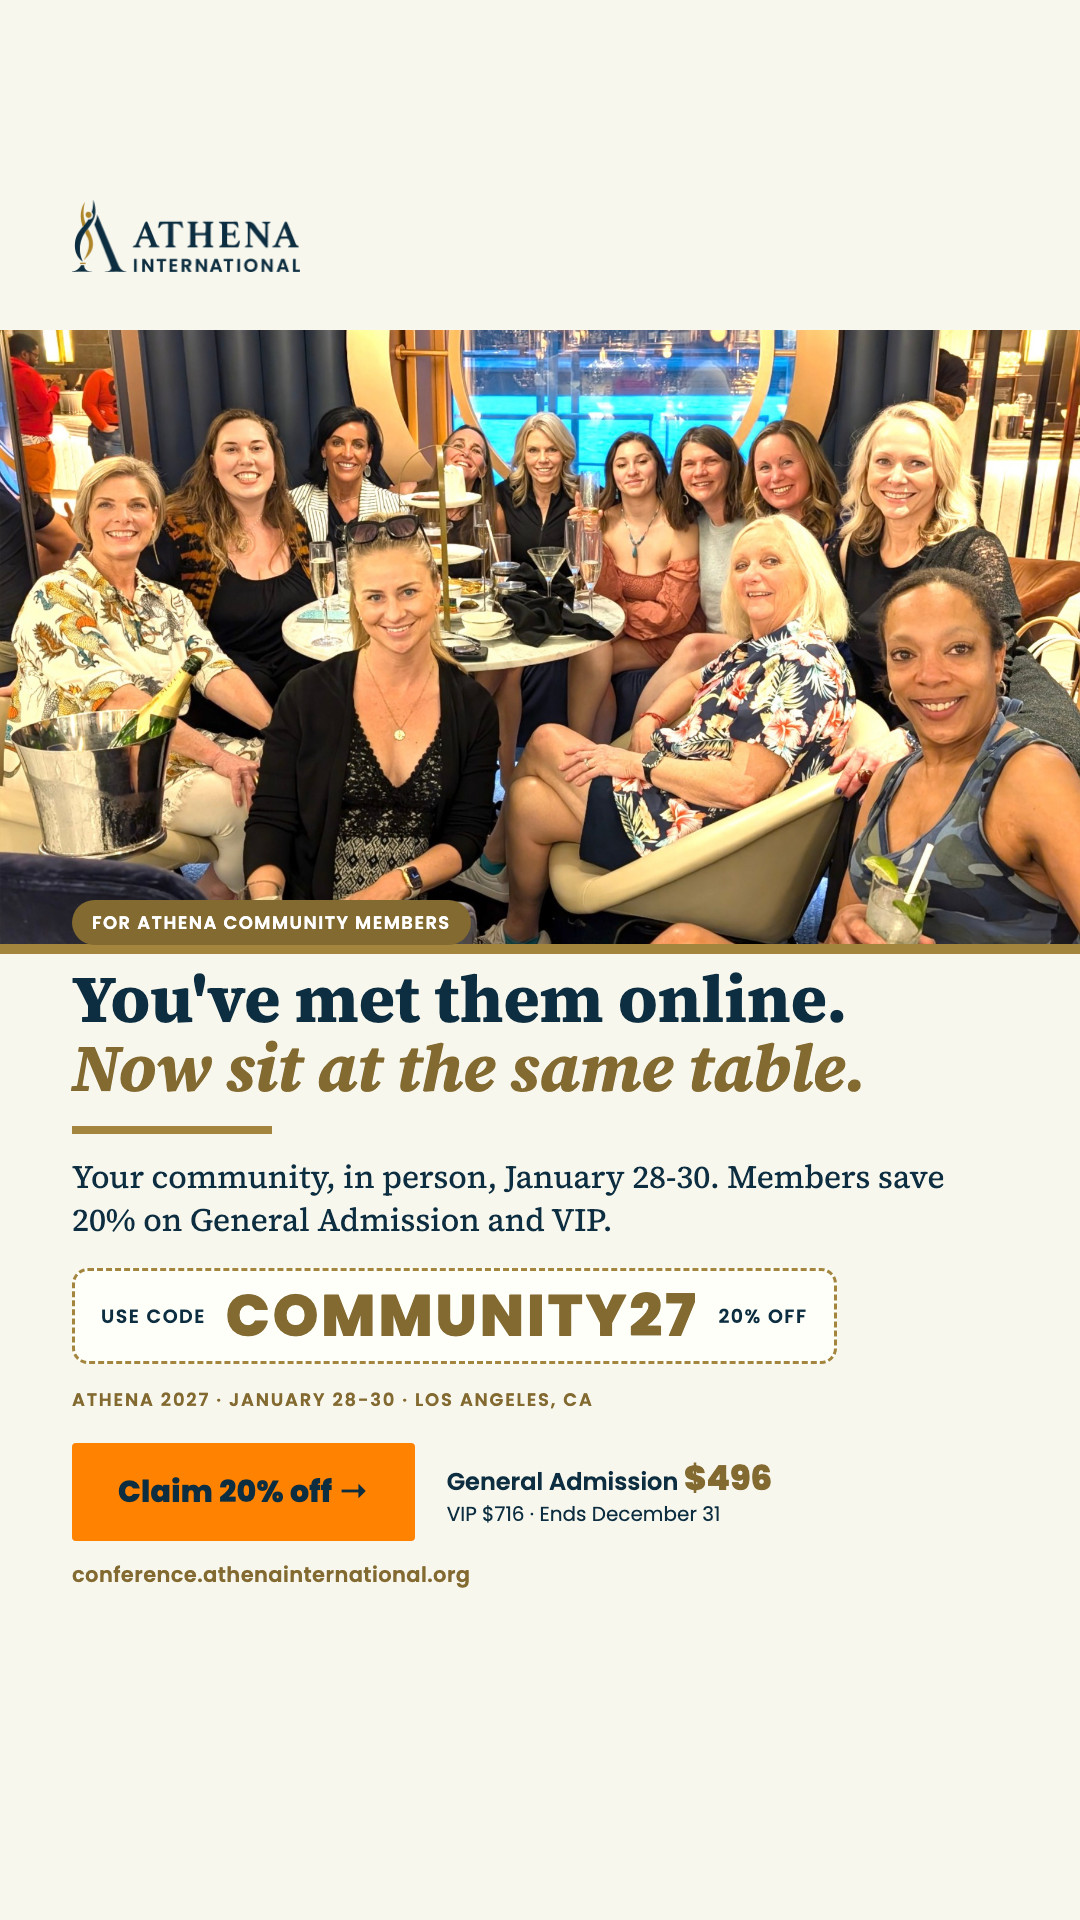 ATHENA
INTERNATIONAL
FOR ATHENA COMMUNITY MEMBERS
You've met them online.
Now sit at the same table.
Your community, in person, January 28-30. Members save
20% on General Admission and VIP.
USE CODE COMMUNITY27 20% OFF
ATHENA 2027 · JANUARY 28–30 · LOS ANGELES, CA
Claim 20% off →
General Admission $496
VIP $716 · Ends December 31
conference.athenainternational.org